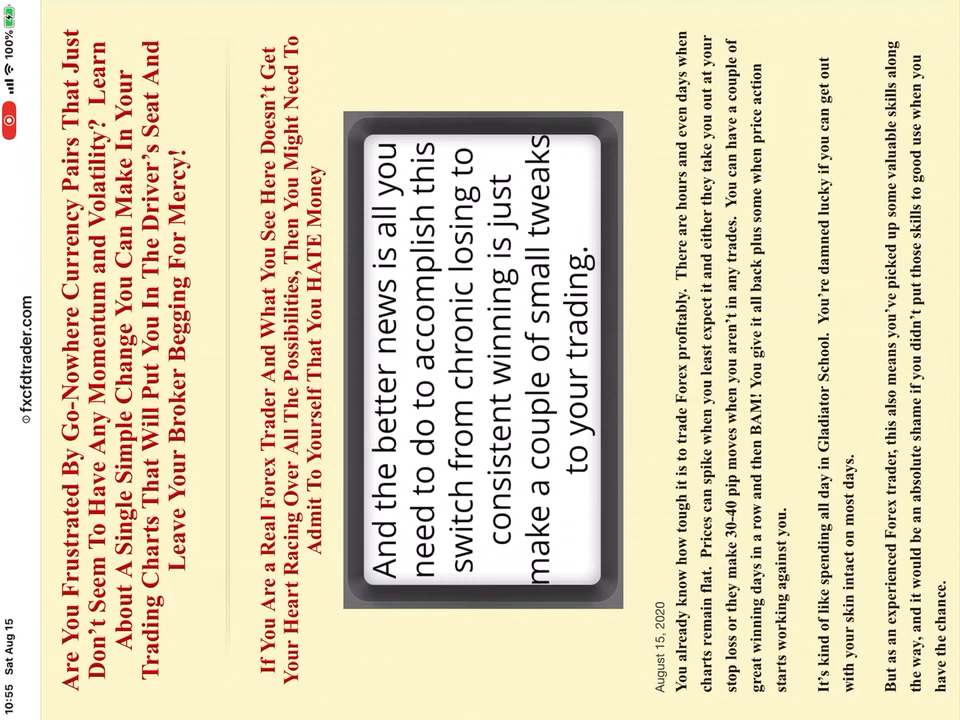 10:55 Sat Aug 15
fxcfdtrader.com
100%
Are You Frustrated By Go-Nowhere Currency Pairs That Just
Don't Seem To Have Any Momentum and Volatility? Learn
About A Single Simple Change You Can Make In Your
Trading Charts That Will Put You In The Driver's Seat And
Leave Your Broker Begging For Mercy!
If You Are a Real Forex Trader And What You See Here Doesn't Get
Your Heart Racing Over All The Possibilities, Then You Might Need To
Admit To Yourself That You HATE Money
And the better news is all you
need to do to accomplish this
switch from chronic losing to
consistent winning is just
make a couple of small tweaks
to your trading.
August 15, 2020
You already know how tough it is to trade Forex profitably. There are hours and even days when
charts remain flat. Prices can spike when you least expect it and either they take you out at your
stop loss or they make 30-40 pip moves when you aren't in any trades. You can have a couple of
great winning days in a row and then BAM! You give it all back plus some when price action
starts working against you.
It's kind of like spending all day in Gladiator School. You're damned lucky if you can get out
with your skin intact on most days.
But as an experienced Forex trader, this also means you've picked up some valuable skills along
the way, and it would be an absolute shame if you didn't put those skills to good use when you
have the chance.